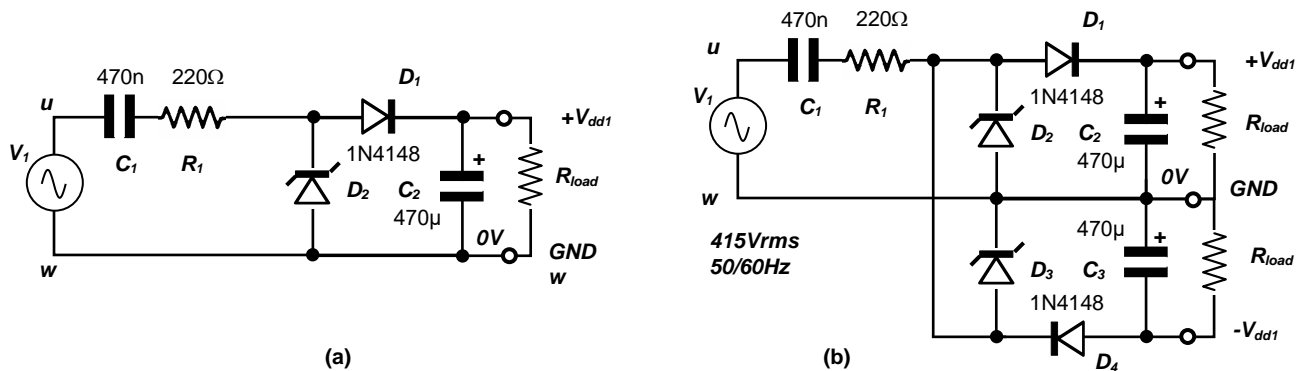 470n
220Ω
D1
u
+Vdd1
V1
C1
R1
1N4148
D2
C2
470µ
Rload
0V
GND
w
w
(a)
470n
220Ω
D1
u
+Vdd1
V1
C1
R1
1N4148
D2
C2
470µ
Rload
0V
GND
w
415Vrms
50/60Hz
470µ
D3
C3
Rload
1N4148
-Vdd1
D4
(b)